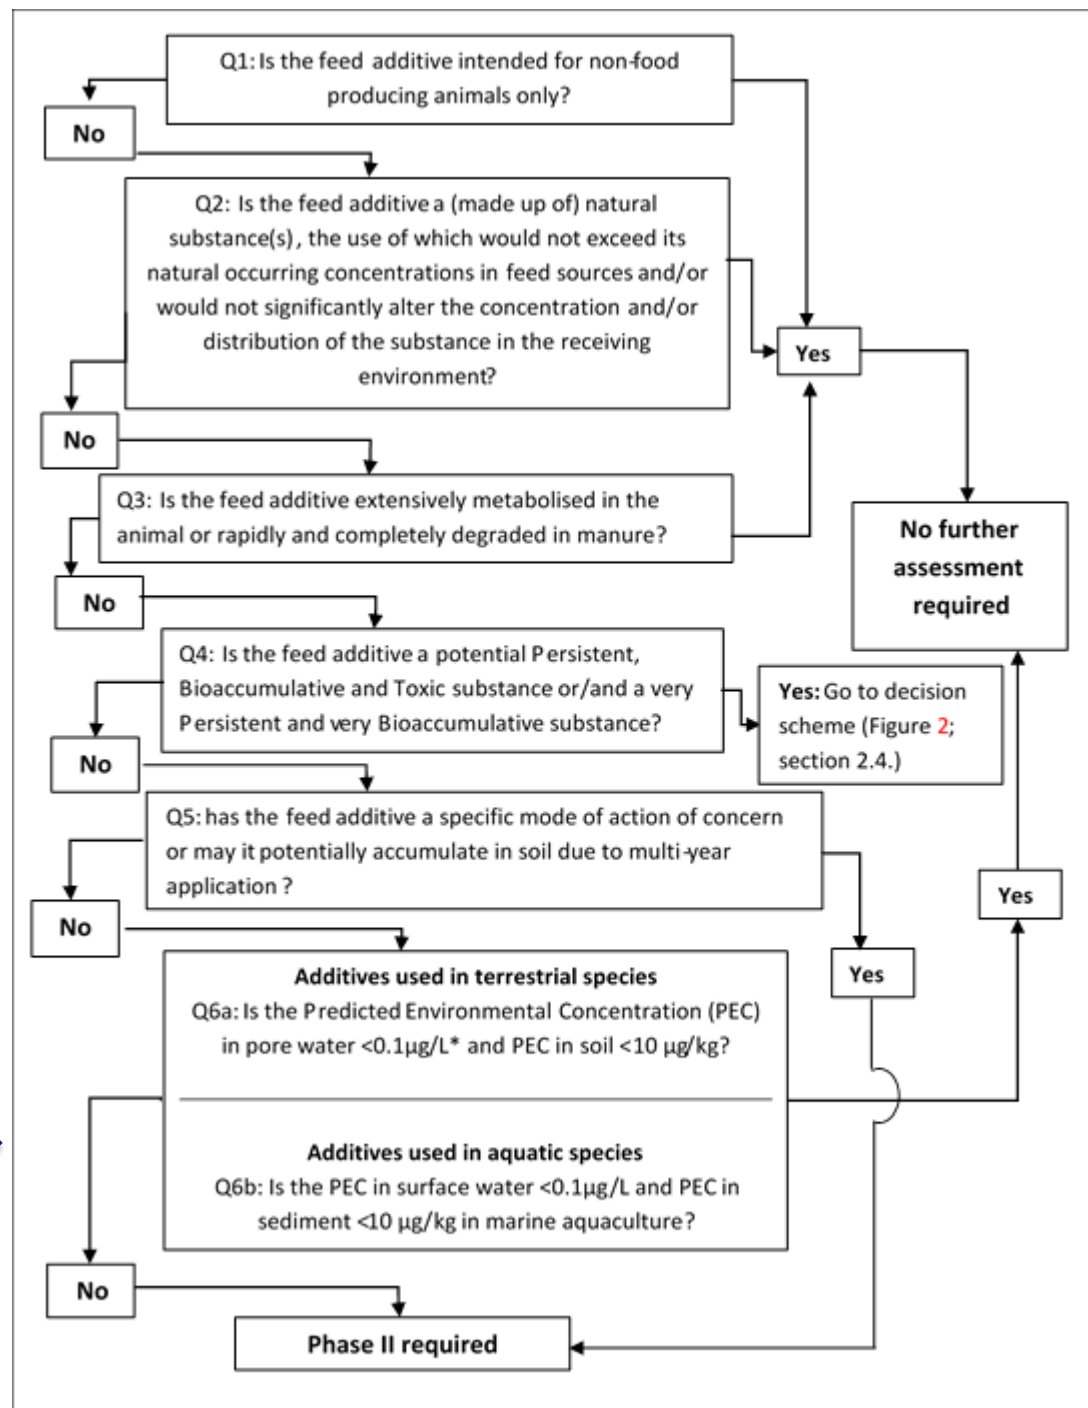 Q1: Is the feed additive intended for non-food
producing animals only?
No
Q2: Is the feed additive a (made up of) natural
substance(s), the use of which would not exceed its
natural occurring concentrations in feed sources and/or
would not significantly alter the concentration and/or
distribution of the substance in the receiving
environment?
Yes
No
Q3: Is the feed additive extensively metabolised in the
animal or rapidly and completely degraded in manure?
No further
assessment
required
No
Q4: Is the feed additive a potential Persistent,
Bioaccumulative and Toxic substance or/and a very
Persistent and very Bioaccumulative substance?
Yes: Go to decision
scheme (Figure 2;
section 2.4.)
No
Q5: has the feed additive a specific mode of action of concern
or may it potentially accumulate in soil due to multi-year
application ?
Yes
No
Yes
Additives used in terrestrial species
Q6a: Is the Predicted Environmental Concentration (PEC)
in pore water <0.1µg/L* and PEC in soil <10 µg/kg?
Additives used in aquatic species
Q6b: Is the PEC in surface water <0.1µg/L and PEC in
sediment <10 µg/kg in marine aquaculture?
No
Phase II required